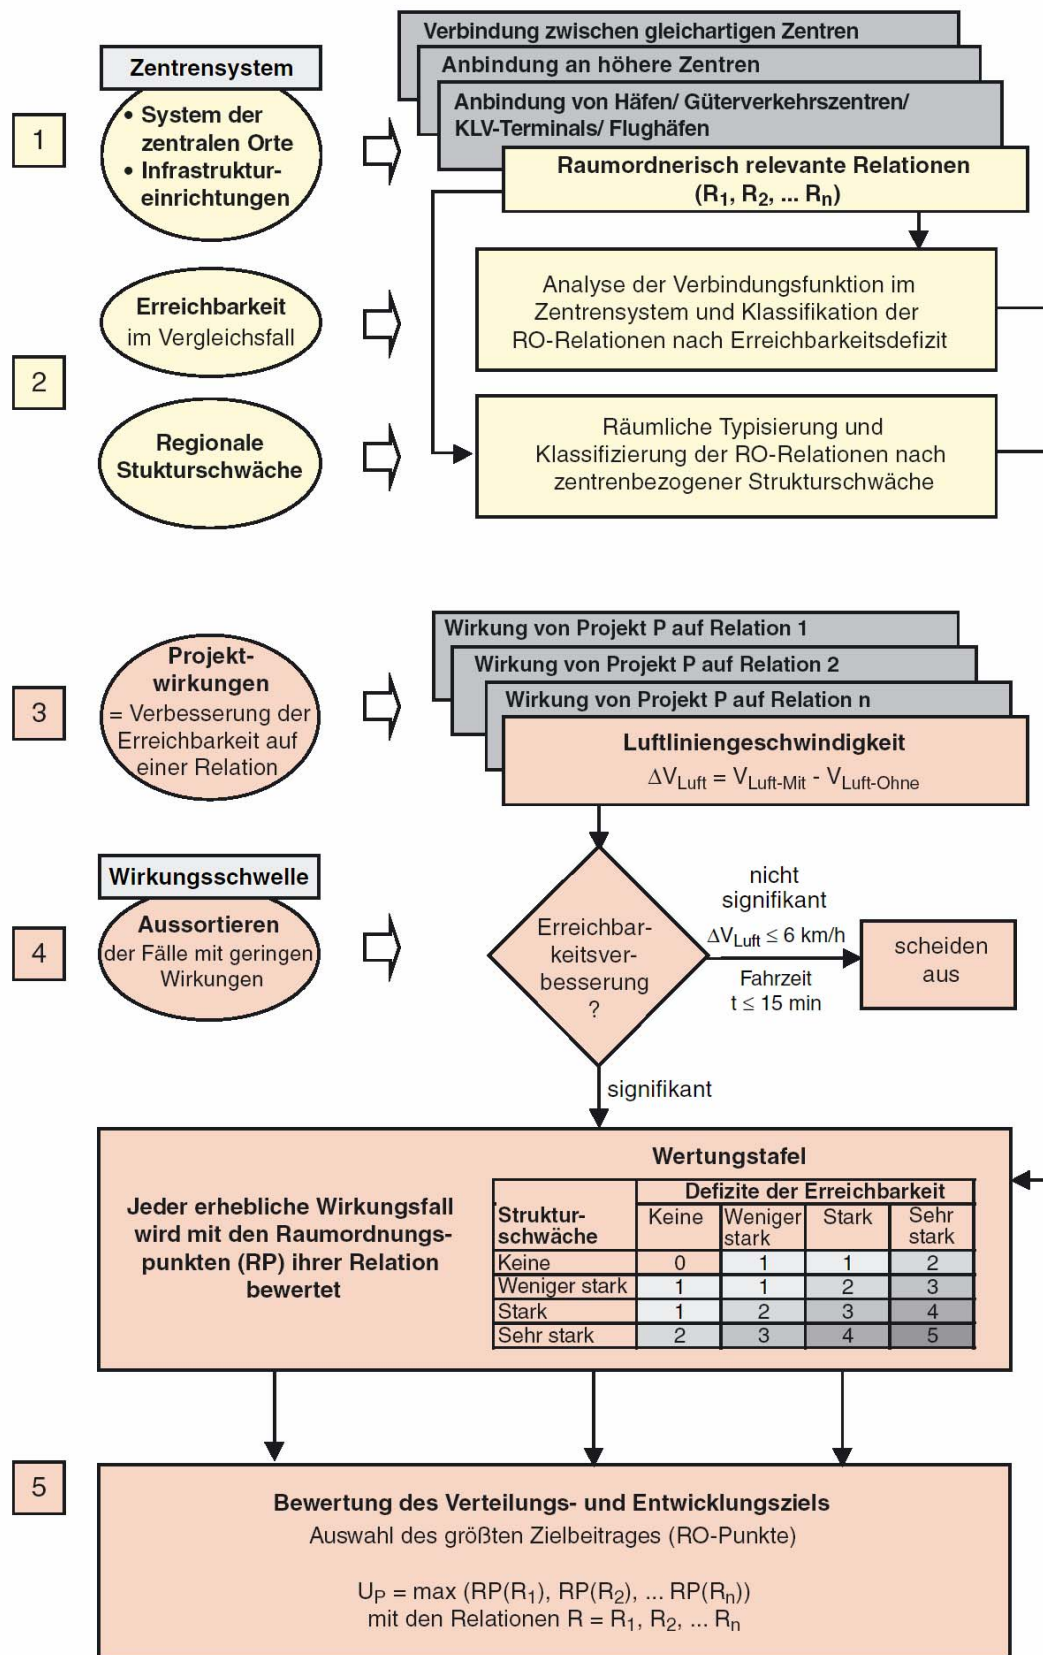 Verbindung zwischen gleichartigen Zentren
Anbindung an höhere Zentren
Anbindung von Häfen/ Güterverkehrszentren/
KLV-Terminals/ Flughäfen
Raumordnerisch relevante Relationen
(R1, R2, ... Rn)
1
Zentrensystem
• System der
zentralen Orte
• Infrastruktur-
einrichtungen
2
Erreichbarkeit
im Vergleichsfall
Analyse der Verbindungsfunktion im
Zentrensystem und Klassifikation der
RO-Relationen nach Erreichbarkeitsdefizit
Regionale
Stukturschwäche
Räumliche Typisierung und
Klassifizierung der RO-Relationen nach
zentrenbezogener Strukturschwäche
3
Projekt-
wirkungen
= Verbesserung der
Erreichbarkeit auf
einer Relation
Wirkung von Projekt P auf Relation 1
Wirkung von Projekt P auf Relation 2
Wirkung von Projekt P auf Relation n
Luftliniengeschwindigkeit
ΔVLuft = VLuft-Mit - VLuft-Ohne
4
Wirkungsschwelle
Aussortieren
der Fälle mit geringen
Wirkungen
Erreichbar-
keitsver-
besserung
?
nicht
signifikant
ΔVLuft ≤ 6 km/h
Fahrzeit
t ≤ 15 min
scheiden
aus
signifikant
Jeder erhebliche Wirkungsfall
wird mit den Raumordnungs-
punkten (RP) ihrer Relation
bewertet
Wertungstafel
Defizite der Erreichbarkeit
Struktur-
schwäche
Keine
Weniger
stark
Stark
Sehr
stark
Keine 0 1 1 2
Weniger stark 1 1 2 3
Stark 1 2 3 4
Sehr stark 2 3 4 5
5
Bewertung des Verteilungs- und Entwicklungsziels
Auswahl des größten Zielbeitrages (RO-Punkte)
UP = max (RP(R1), RP(R2), ... RP(Rn))
mit den Relationen R = R1, R2, ... Rn